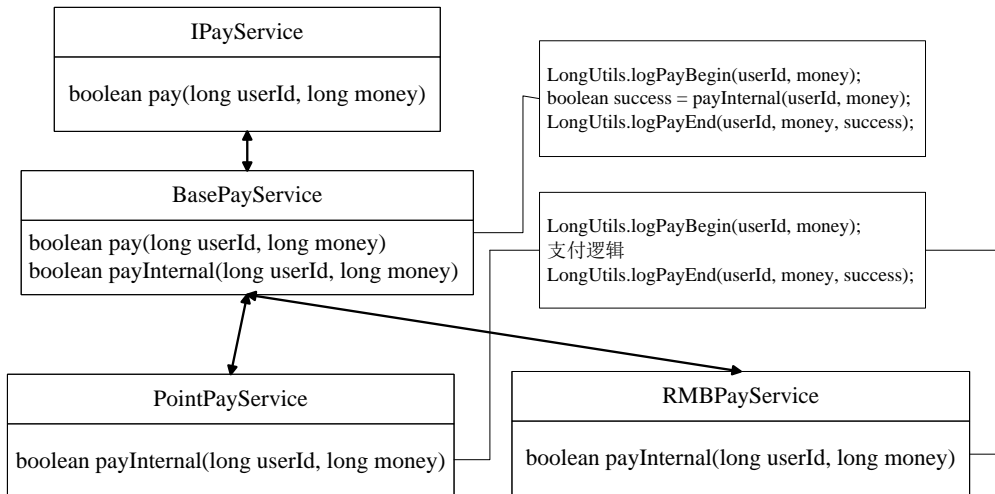 IPayService
boolean pay(long userId, long money)
LongUtils.logPayBegin(userId, money);
boolean success = payInternal(userId, money);
LongUtils.logPayEnd(userId, money, success);
BasePayService
boolean pay(long userId, long money)
boolean payInternal(long userId, long money)
LongUtils.logPayBegin(userId, money);
支付逻辑
LongUtils.logPayEnd(userId, money, success);
PointPayService
boolean payInternal(long userId, long money)
RMBPayService
boolean payInternal(long userId, long money)